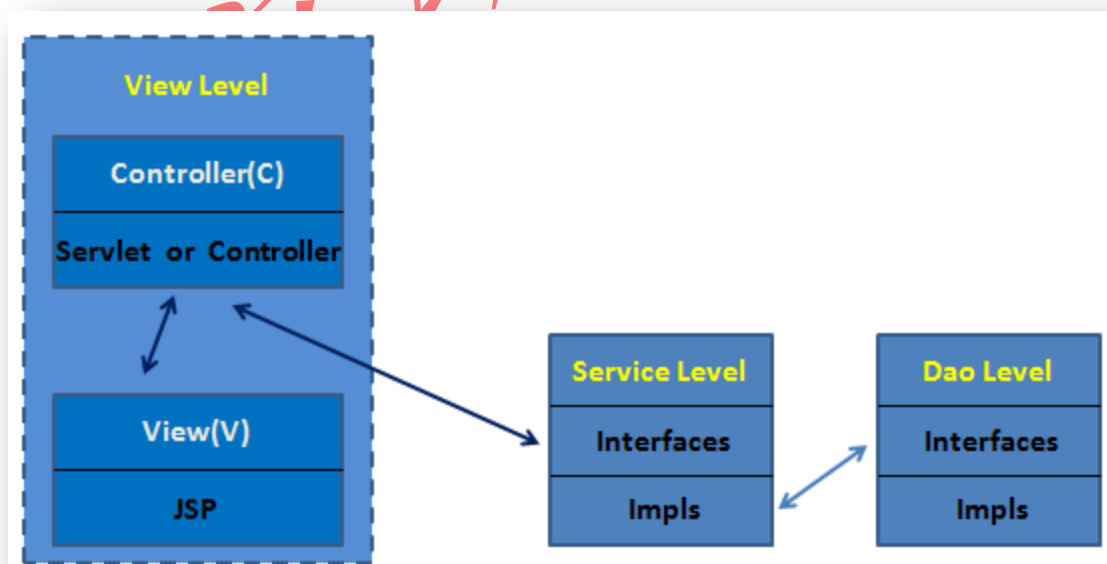 View Level
Controller(C)
Servlet or Controller
View(V)
JSP
Service Level
Interfaces
Impls
Dao Level
Interfaces
Impls